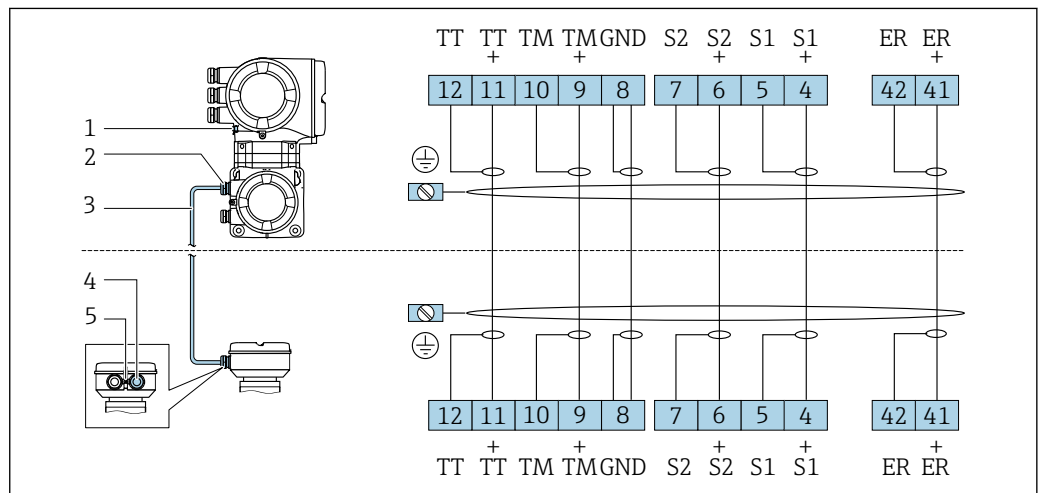 TT TT TM TM GND S2 S2 S1 S1 ER ER
+ + + + +
12 11 10 9 8 7 6 5 4 42 41
1
2
3
4
5
12 11 10 9 8 7 6 5 4 42 41
+ + + + +
TT TT TM TM GND S2 S2 S1 S1 ER ER